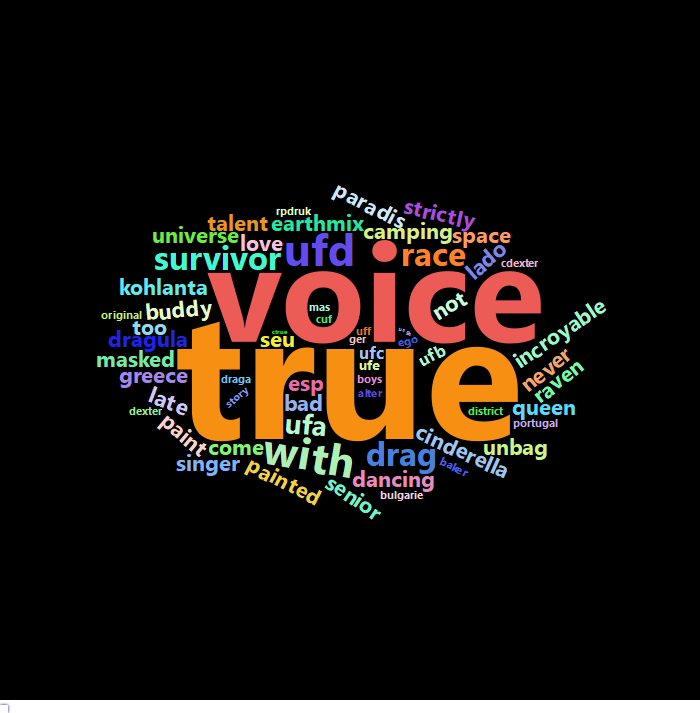 paradis
strictly
rpdruk
talent
earthmix
camping
space
universe
love
ufd
race
lado
survivor
cdexter
voice
kohlanta
not
buddy
mas
original
cuf
too
incroyable
true
ctrue
uff
ego
dragula
seu
ger
ufc
ufb
masked
ufe
never
greece
draga
esp
boys
raven
story
alter
late
bad
dexter
district
queen
paint
ufa
portugal
cinderella
come
with
drag
unbag
singer
painted
baker
dancing
senior
bulgarie